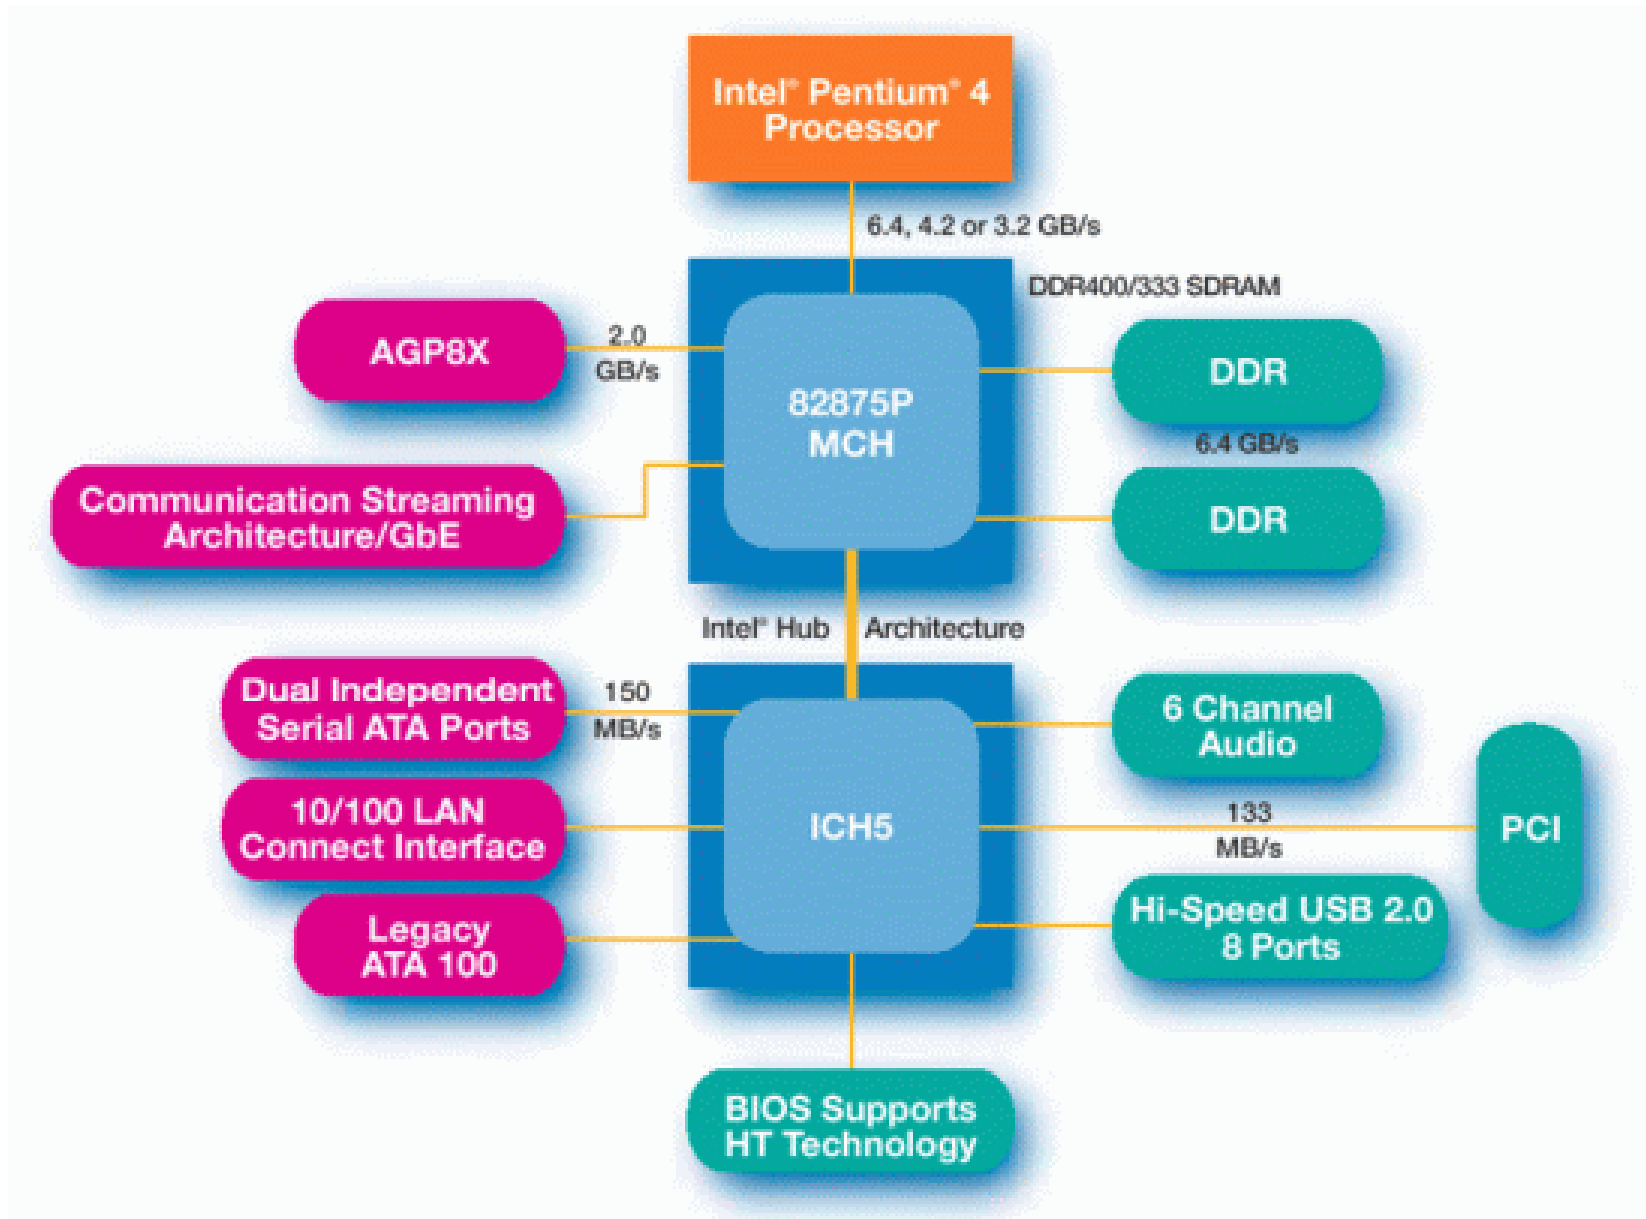 Intel® Pentium® 4
Processor
6.4, 4.2 or 3.2 GB/s
DDR400/333 SDRAM
AGP8X
2.0
GB/s
82875P
MCH
DDR
6.4 GB/s
DDR
Communication Streaming
Architecture/GbE
Intel® Hub Architecture
Dual Independent
Serial ATA Ports
150
MB/s
6 Channel
Audio
10/100 LAN
Connect Interface
ICH5
133
MB/s
PCI
Legacy
ATA 100
Hi-Speed USB 2.0
8 Ports
BIOS Supports
HT Technology